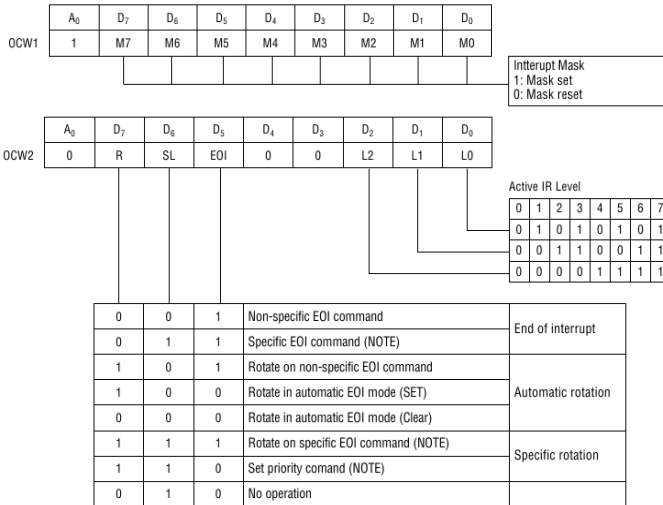 A0 D7 D6 D5 D4 D3 D2 D1 D0
OCW1 1 M7 M6 M5 M4 M3 M2 M1 M0
Intterupt Mask
1: Mask set
0: Mask reset
A0 D7 D6 D5 D4 D3 D2 D1 D0
OCW2 0 R SL EOI 0 0 L2 L1 L0
Active IR Level
0 1 2 3 4 5 6 7
0 1 0 1 0 1 0 1
0 0 1 1 0 0 1 1
0 0 0 0 1 1 1 1
0 0 1 Non-specific EOI command
End of interrupt
0 1 1 Specific EOI command (NOTE)
1 0 1 Rotate on non-specific EOI command
1 0 0 Rotate in automatic EOI mode (SET) Automatic rotation
0 0 0 Rotate in automatic EOI mode (Clear)
1 1 1 Rotate on specific EOI command (NOTE)
Specific rotation
1 1 0 Set priority comand (NOTE)
0 1 0 No operation